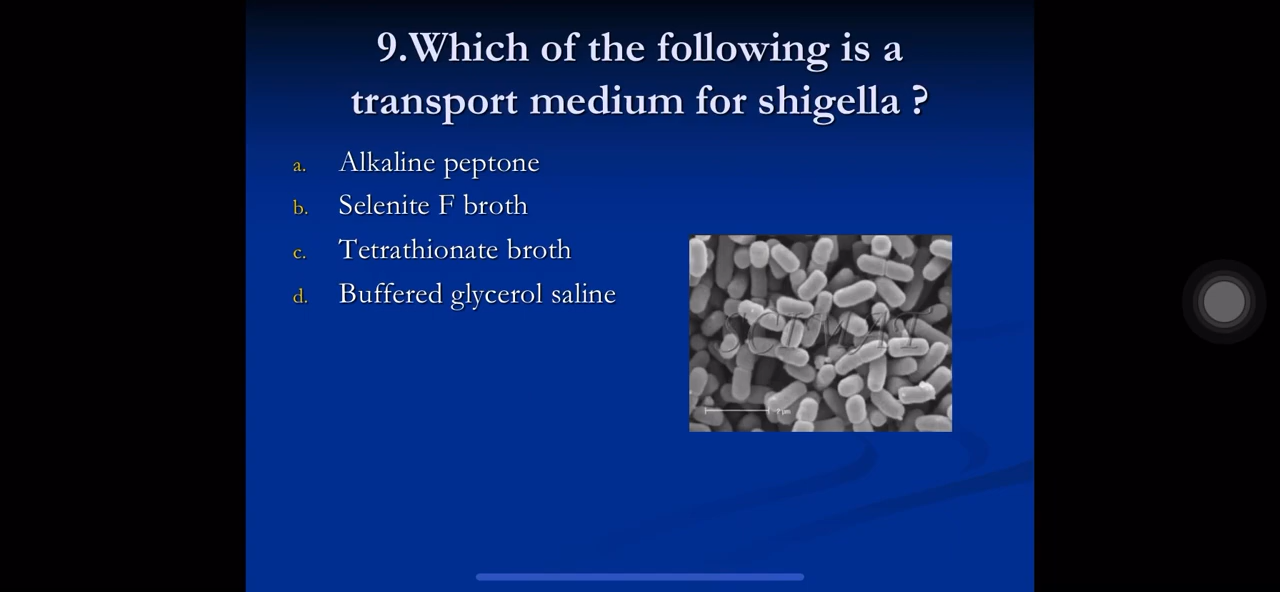 9.Which of the following is a
transport medium for shigella ?
a. Alkaline peptone
b. Selenite F broth
c. Tetrathionate broth
d. Buffered glycerol saline